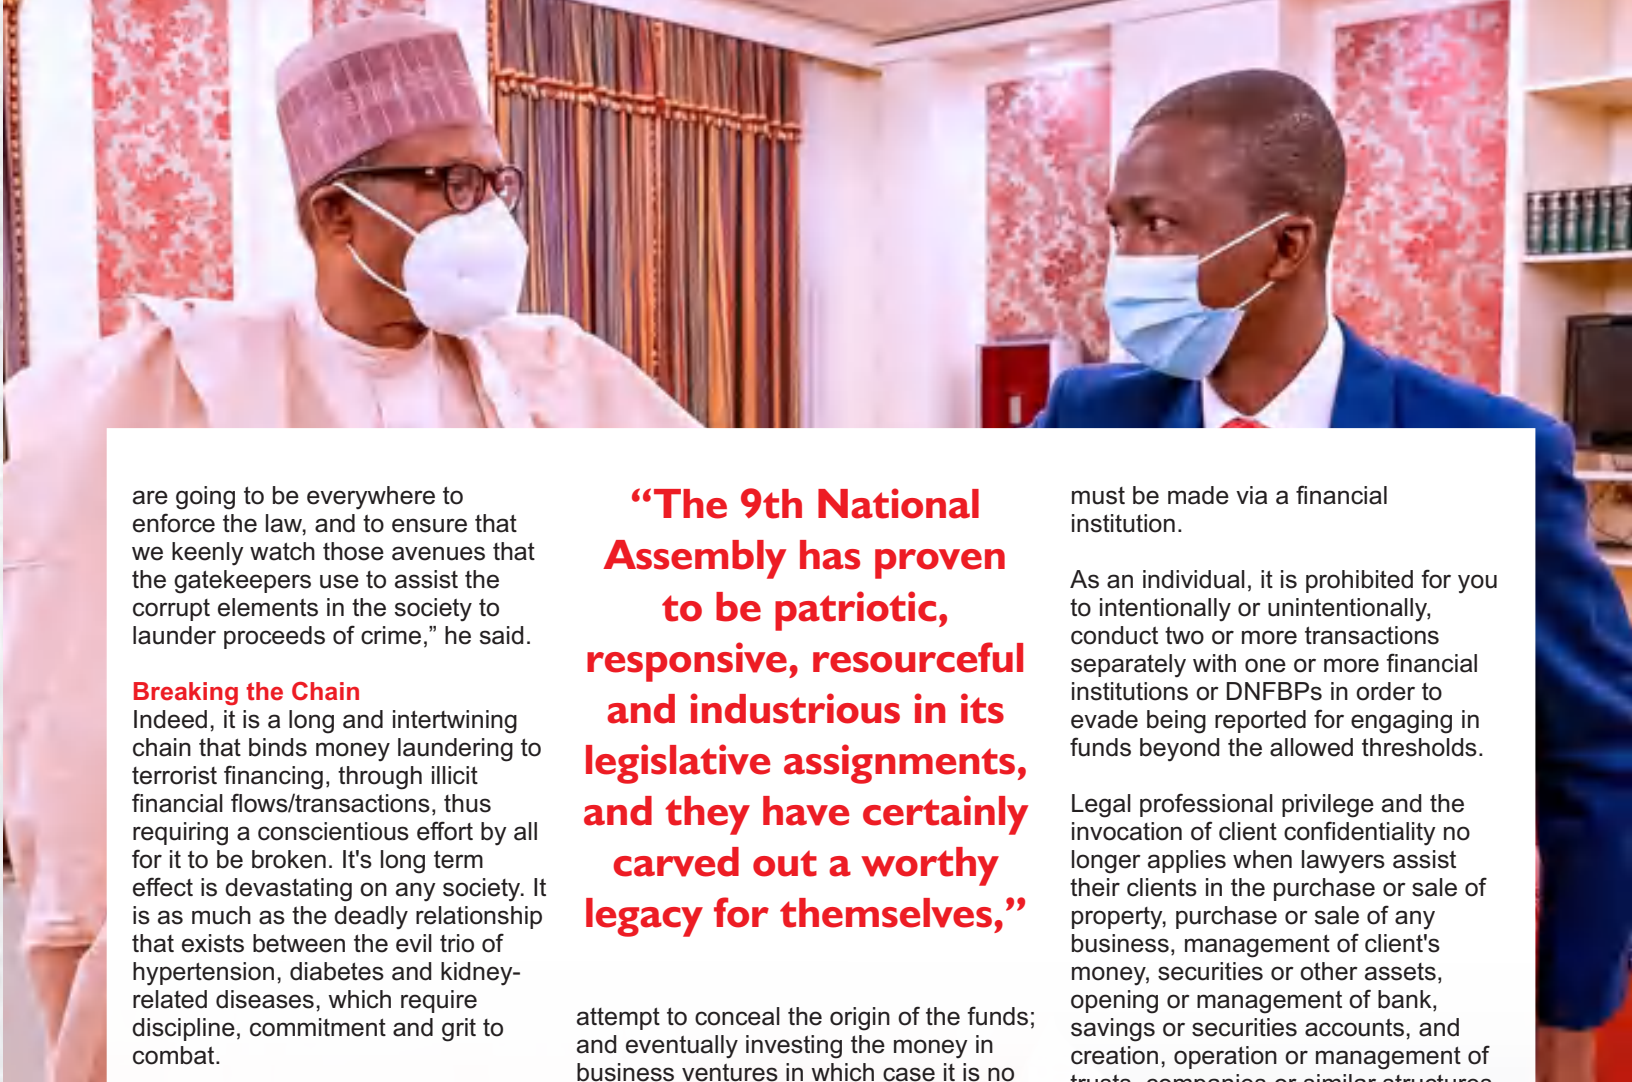 are going to be everywhere to
enforce the law, and to ensure that
we keenly watch those avenues that
the gatekeepers use to assist the
corrupt elements in the society to
launder proceeds of crime,” he said.
Breaking the Chain
Indeed, it is a long and intertwining
chain that binds money laundering to
terrorist financing, through illicit
financial flows/transactions, thus
requiring a conscientious effort by all
for it to be broken. It's long term
effect is devastating on any society. It
is as much as the deadly relationship
that exists between the evil trio of
hypertension, diabetes and kidney-
related diseases, which require
discipline, commitment and grit to
combat.
“The 9th National
Assembly has proven
to be patriotic,
responsive, resourceful
and industrious in its
legislative assignments,
and they have certainly
carved out a worthy
legacy for themselves,”
attempt to conceal the origin of the funds;
and eventually investing the money in
business ventures in which case it is no
must be made via a financial
institution.
As an individual, it is prohibited for you
to intentionally or unintentionally,
conduct two or more transactions
separately with one or more financial
institutions or DNFBPs in order to
evade being reported for engaging in
funds beyond the allowed thresholds.
Legal professional privilege and the
invocation of client confidentiality no
longer applies when lawyers assist
their clients in the purchase or sale of
property, purchase or sale of any
business, management of client's
money, securities or other assets,
opening or management of bank,
savings or securities accounts, and
creation, operation or management of
trusts, companies or similar structures